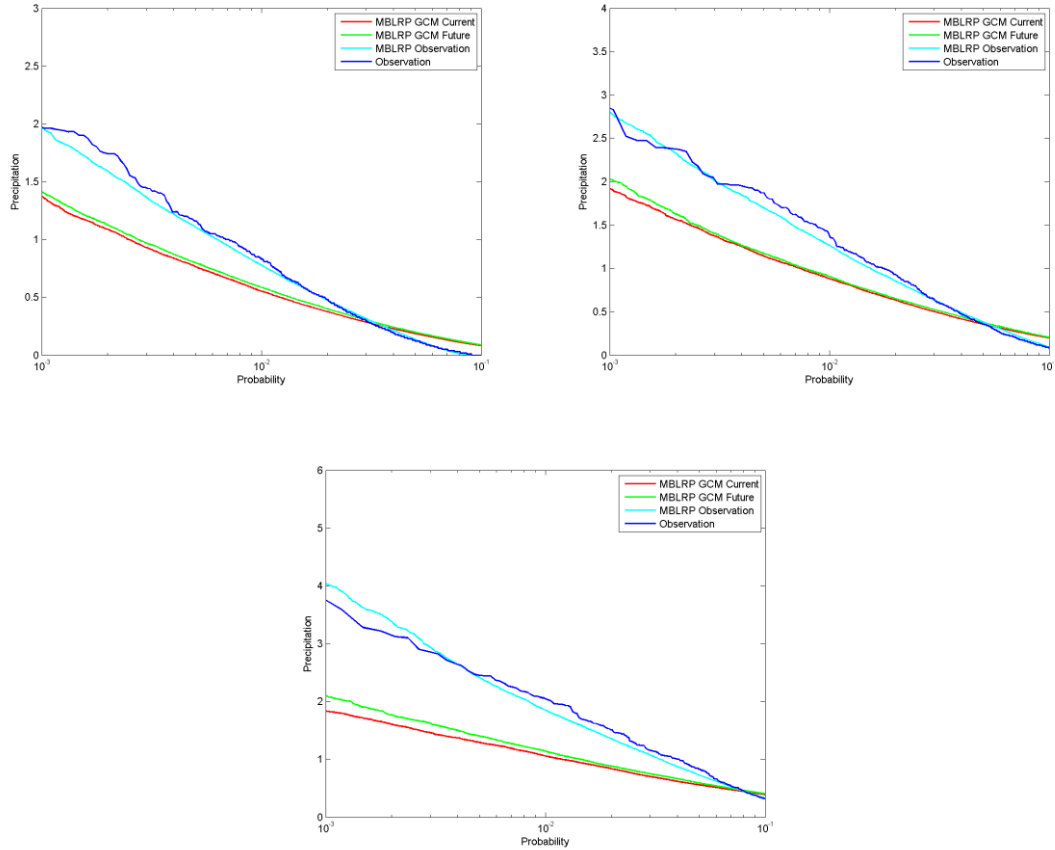 3
2.5
2
1.5
1
0.5
0
Precipitation
10-3
10-2
10-1
Probability
MBLRP GCM Current
MBLRP GCM Future
MBLRP Observation
Observation
4
3.5
3
2.5
2
1.5
1
0.5
0
Precipitation
10-3
10-2
10-1
Probability
MBLRP GCM Current
MBLRP GCM Future
MBLRP Observation
Observation
6
5
4
3
2
1
0
Precipitation
10-3
10-2
10-1
Probability
MBLRP GCM Current
MBLRP GCM Future
MBLRP Observation
Observation